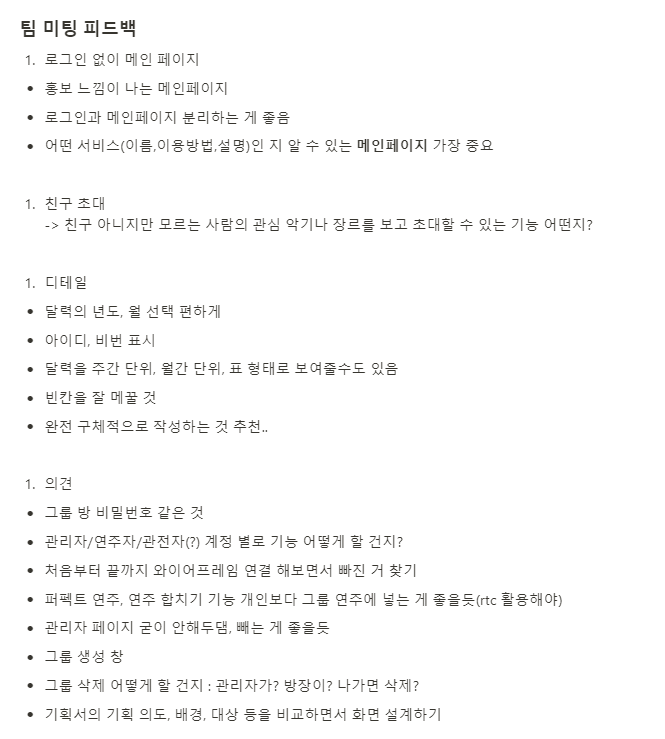 팀 미팅 피드백
1. 로그인 없이 메인 페이지
• 홍보 느낌이 나는 메인페이지
• 로그인과 메인페이지 분리하는 게 좋음
• 어떤 서비스(이름,이용방법,설명)인 지 알 수 있는 메인페이지 가장 중요
1. 친구 초대
-> 친구 아니지만 모르는 사람의 관심 악기나 장르를 보고 초대할 수 있는 기능 어떤지?
1. 디테일
• 달력의 년도, 월 선택 편하게
• 아이디, 비번 표시
• 달력을 주간 단위, 월간 단위, 표 형태로 보여줄수도 있음
• 빈칸을 잘 메꿀 것
• 완전 구체적으로 작성하는 것 추천..
1. 의견
• 그룹 방 비밀번호 같은 것
• 관리자/연주자/관전자(?) 계정 별로 기능 어떻게 할 건지?
• 처음부터 끝까지 와이어프레임 연결 해보면서 빠진 거 찾기
• 퍼펙트 연주, 연주 합치기 기능 개인보다 그룹 연주에 넣는 게 좋을듯(rtc 활용해야)
• 관리자 페이지 굳이 안해두댐, 빼는 게 좋을듯
• 그룹 생성 창
• 그룹 삭제 어떻게 할 건지 : 관리자가? 방장이? 나가면 삭제?
• 기획서의 기획 의도, 배경, 대상 등을 비교하면서 화면 설계하기